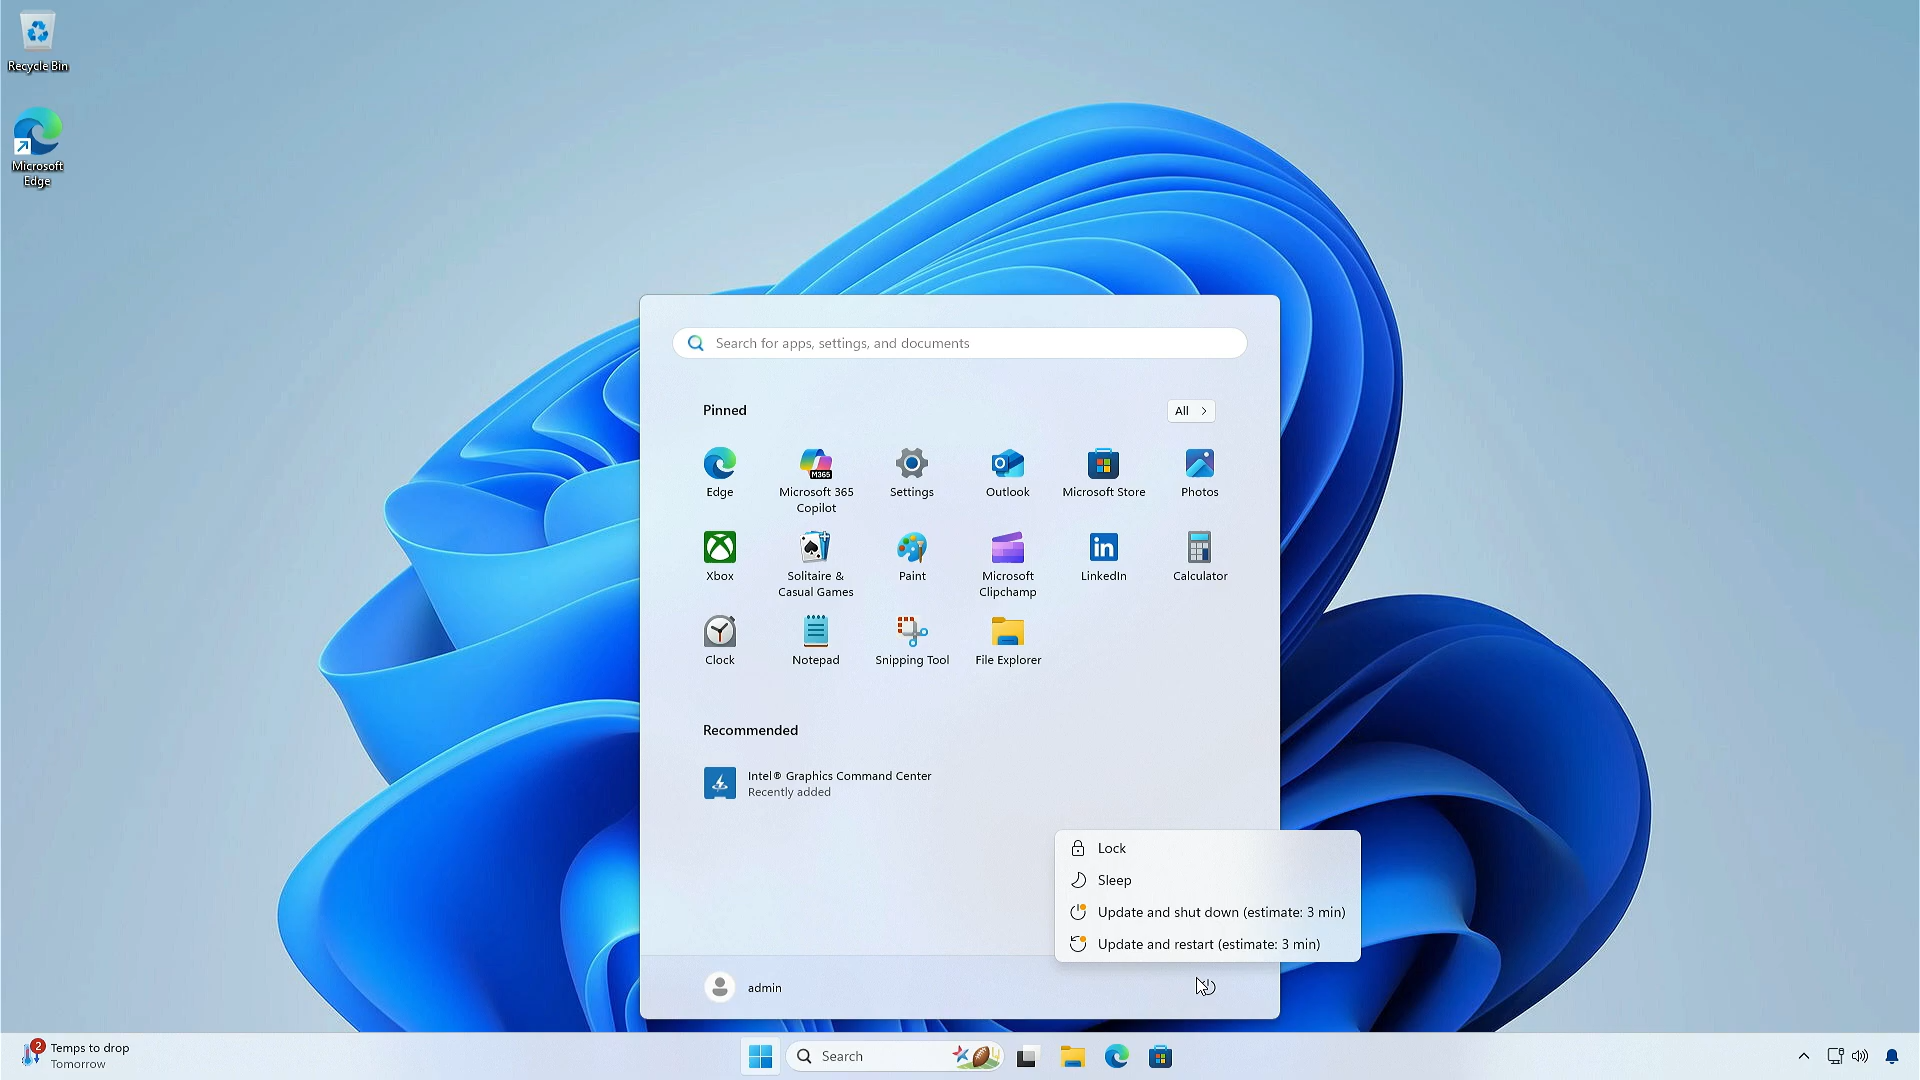 Recycle Bin
Microsoft
Edge
Search for apps, settings, and documents
Pinned
All
Edge
M365
Microsoft 365
Copilot
Settings
Outlook
Microsoft Store
Photos
Xbox
Solitaire &
Casual Games
Paint
Microsoft
Clipchamp
in
LinkedIn
Calculator
Clock
Notepad
Snipping Tool
File Explorer
Recommended
Intel® Graphics Command Center
Recently added
Lock
Sleep
Update and shut down (estimate: 3 min)
Update and restart (estimate: 3 min)
admin
2
Temps to drop
Tomorrow
Search